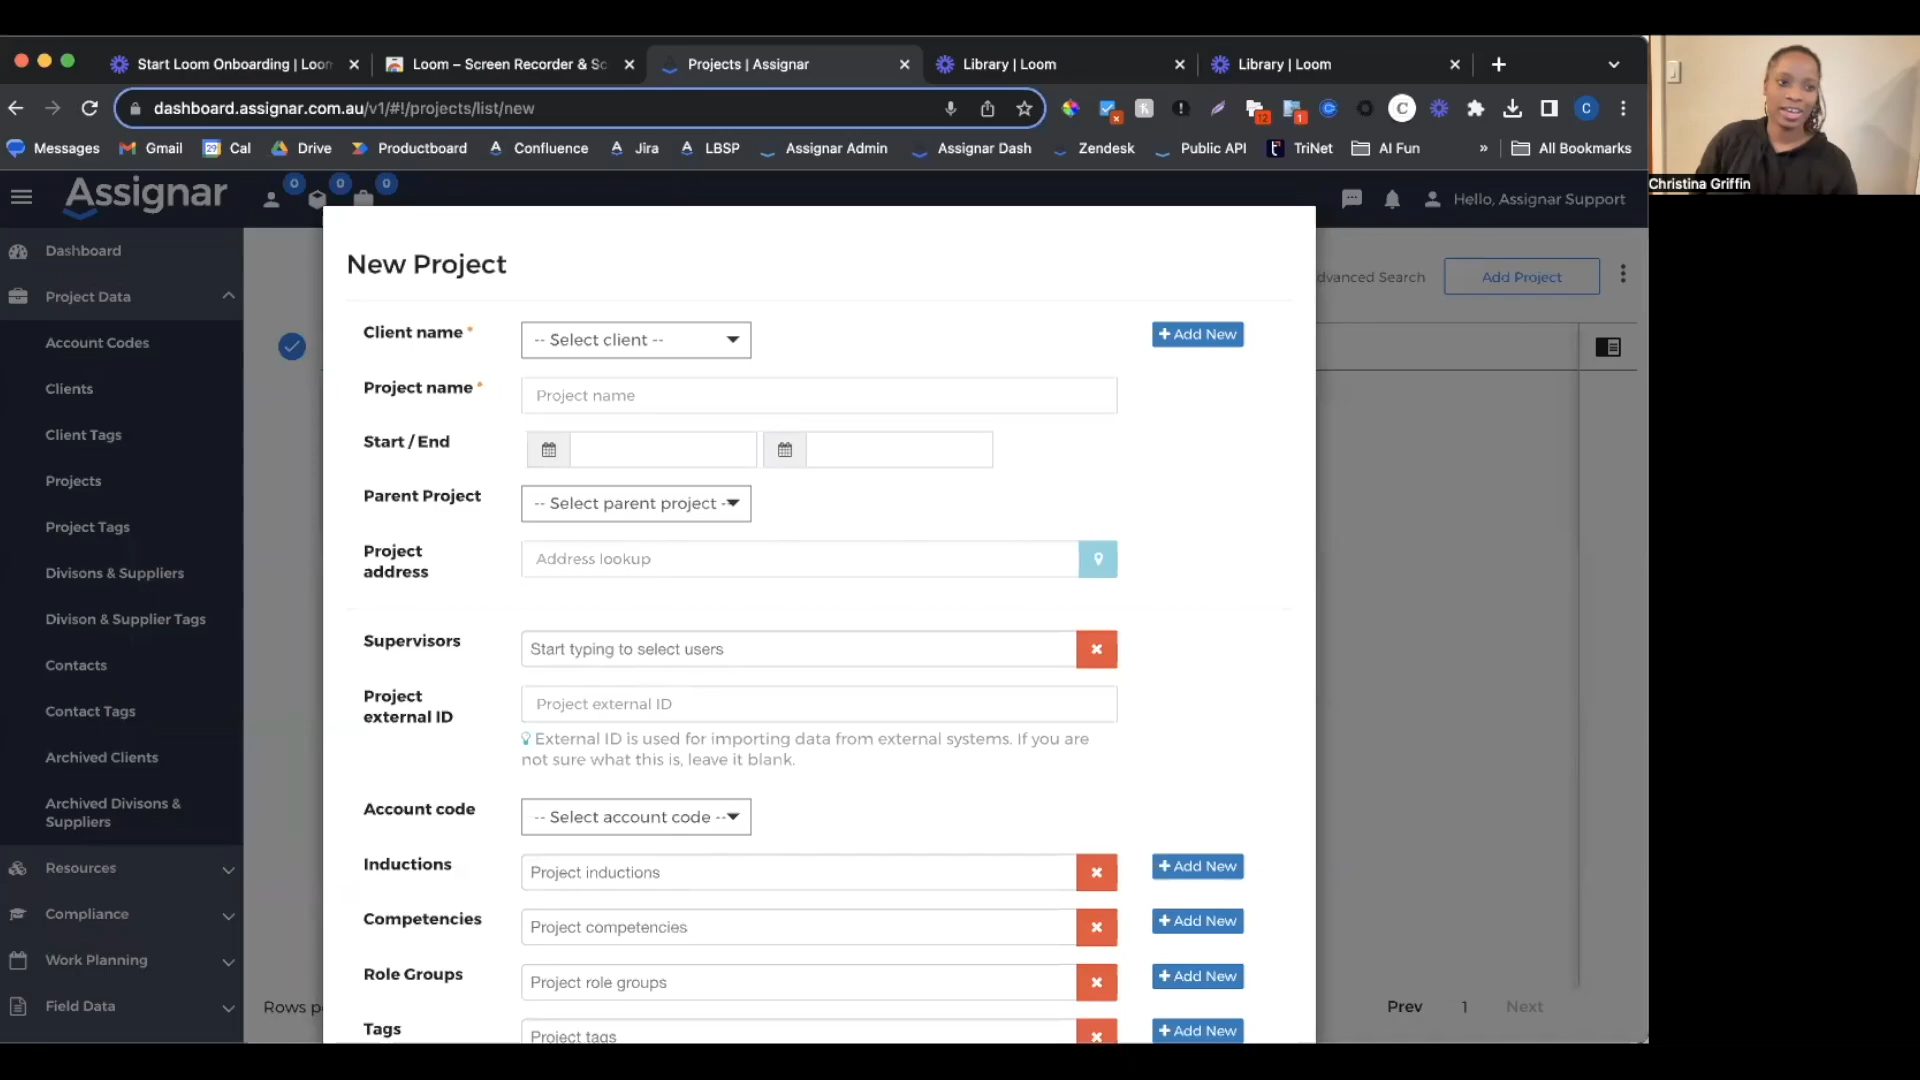 Start Loom Onboarding | Loom
Loom – Screen Recorder & Sc
Projects | Assignar
Library | Loom
Library | Loom
dashboard.assignar.com.au/v1/#!/projects/list/new
12
1
C
C
Messages
Gmail
29
Cal
Drive
Productboard
Confluence
Jira
LBSP
Assignar Admin
Assignar Dash
Zendesk
Public API
TriNet
AI Fun
»
All Bookmarks
Christina Griffin
Assignar
0
0
0
Hello, Assignar Support
Dashboard
Project Data
Account Codes
Clients
Client Tags
Projects
Project Tags
Divisons & Suppliers
Divison & Supplier Tags
Contacts
Contact Tags
Archived Clients
Archived Divisons &
Suppliers
Resources
Compliance
Work Planning
Field Data
dvanced Search
Add Project
New Project
Client name *
-- Select client --
+ Add New
Project name *
Project name
Start / End
Parent Project
-- Select parent project -
Project
address
Address lookup
Supervisors
Start typing to select users
Project
external ID
Project external ID
External ID is used for importing data from external systems. If you are
not sure what this is, leave it blank.
Account code
-- Select account code --
Inductions
Project inductions
+ Add New
Competencies
Project competencies
+ Add New
Role Groups
Project role groups
+ Add New
Tags
Project tags
+ Add New
Rows p
Prev
1
Next